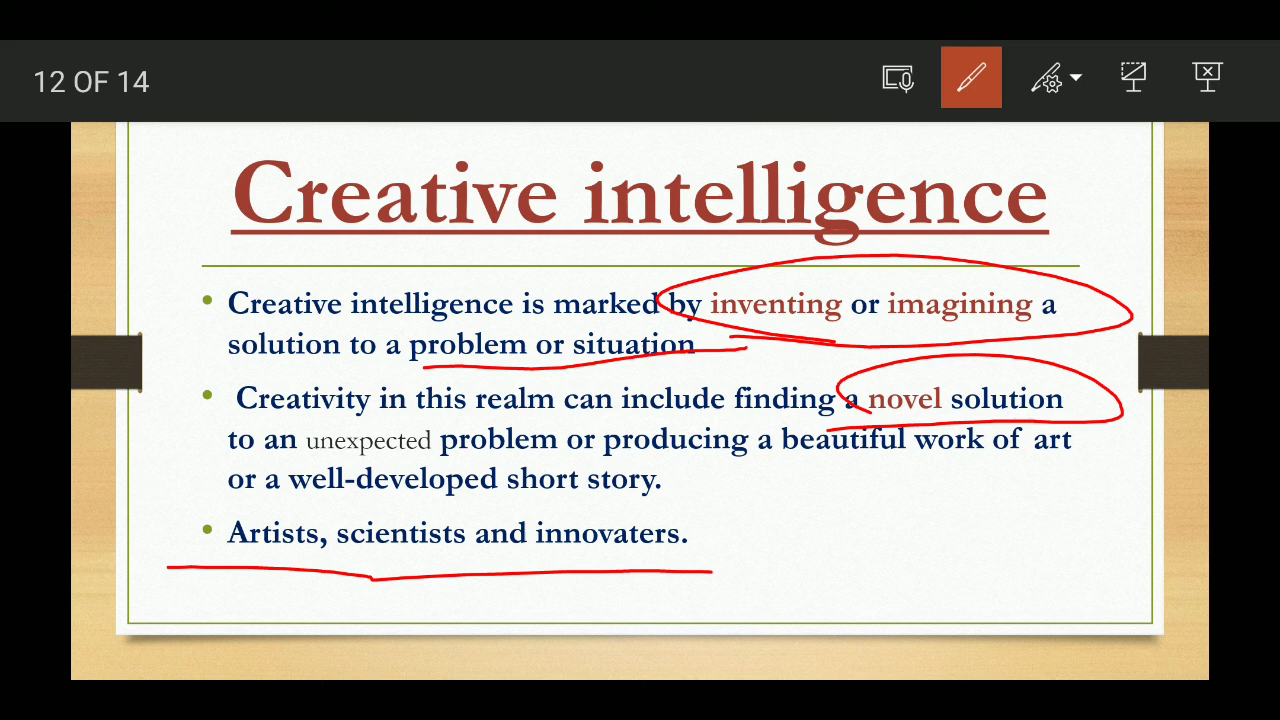 12 OF 14
Creative intelligence
• Creative intelligence is marked by inventing or imagining a
solution to a problem or situation
• Creativity in this realm can include finding a novel solution
to an unexpected problem or producing a beautiful work of art
or a well-developed short story.
• Artists, scientists and innovaters.